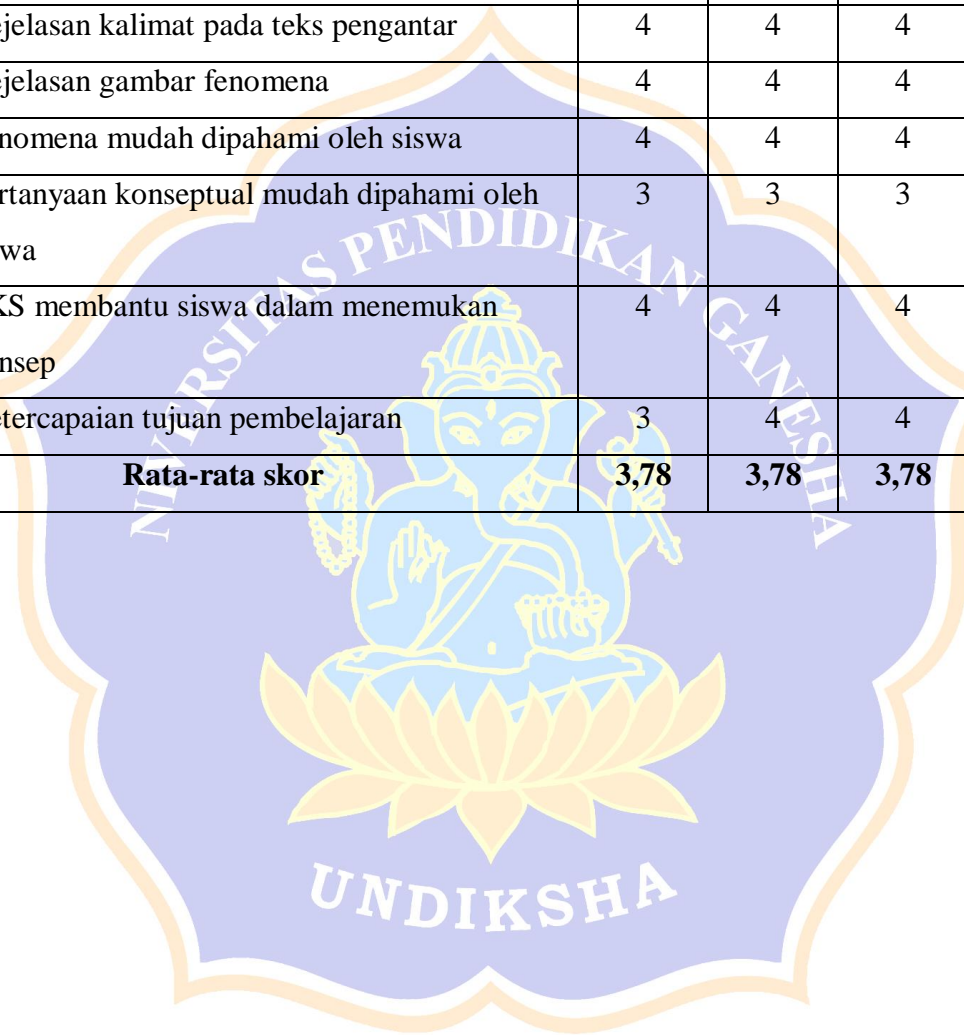 ejelasan kalimat pada teks pengantar 4 4 4
ejelasan gambar fenomena 4 4 4
nomena mudah dipahami oleh siswa 4 4 4
rtanyaan konseptual mudah dipahami oleh 3 3 3
wa
KS membantu siswa dalam menemukan 4 4 4
nsep
etercapaian tujuan pembelajaran 3 4 4
Rata-rata skor 3,78 3,78 3,78
NIVERSITAS PENDIDIKAN GANESHA
UNDIKSHA